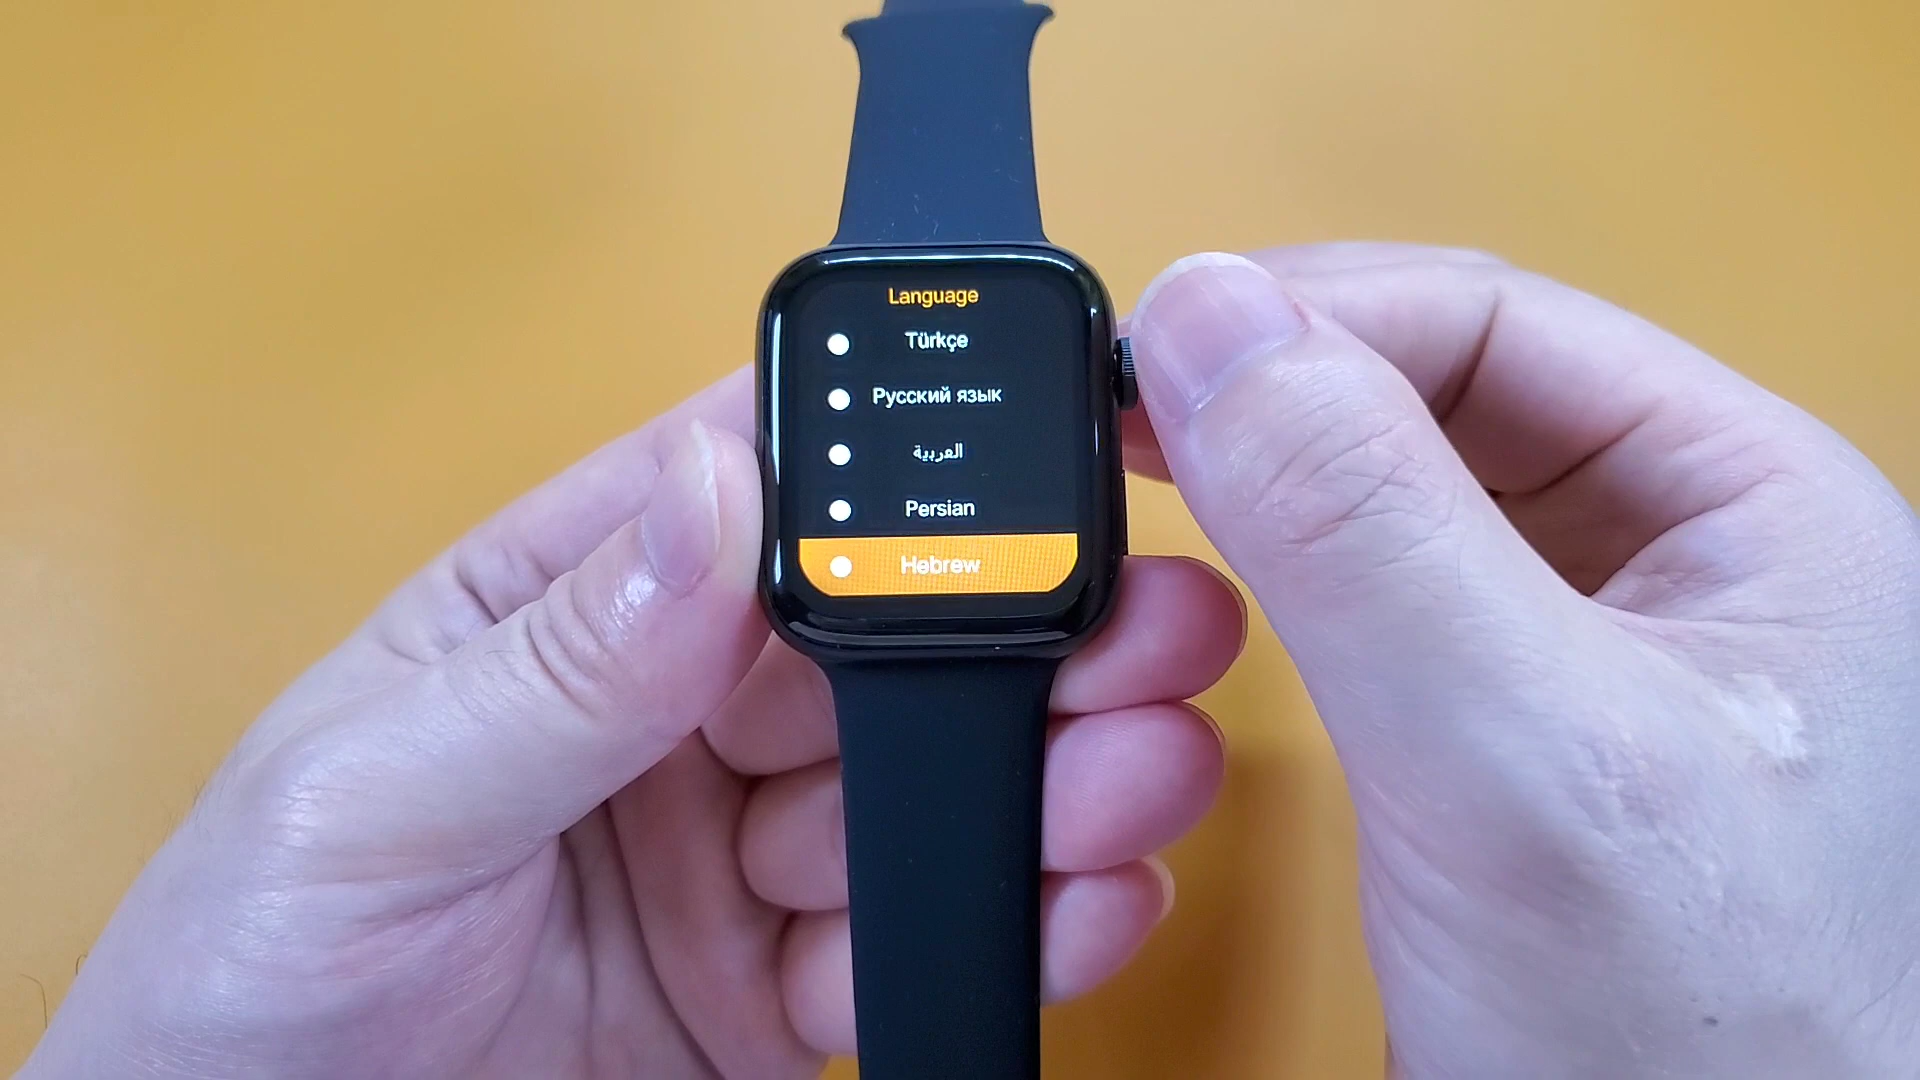 Language
Türkçe
Русский язык
العربية
Persian
Hebrew